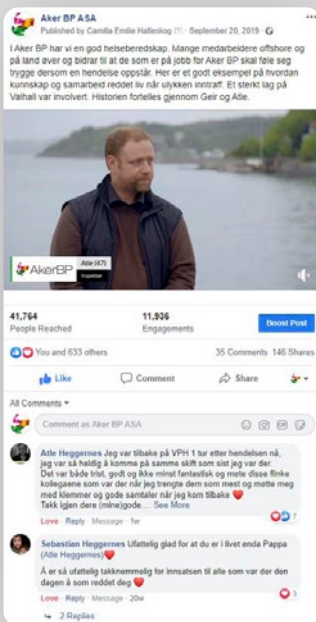 Aker BP ASA
Published by Camilla Emilie Halleskog · September 20, 2019 ·
I Aker BP har vi en god helseberedskap. Mange medarbeidere offshore og
på land øver og bidrar til at de som er på jobb for Aker BP skal føle seg
trygge dersom en hendelse oppstår. Her er et godt eksempel på hvordan
kunnskap og samarbeid reddet liv når ulykken inntraff. Et sterkt lag på
Valhall var involvert. Historien fortelles gjennom Geir og Atle.
AkerBP
Atle (47)
41,764
People Reached
11,936
Engagements
Boost Post
You and 633 others
35 Comments 146 Shares
Like
Comment
Share
All Comments
Comment as Aker BP ASA
Atle Heggernes Jeg var tilbake på VPH 1 tur etter hendelsen nå,
jeg var så heldig å komme på samme skift som sist jeg var der.
Det var både trist, godt og ikke minst fantastisk og møte disse flinke
kollegaene som var der når jeg trengte dem som mest og møtte meg
med klemmer og gode samtaler når jeg kom tilbake
Takk igjen dere (mine)gode.... See More
Love · Reply · Message · 1w
7
Sebastian Heggernes Ufattelig glad for at du er i livet enda Pappa
(Atle Heggernes)
Å er så ufattelig takknemmelig for innsatsen til alle som var der den
dagen å som reddet deg
Love · Reply · Message · 20w
3
2 Replies